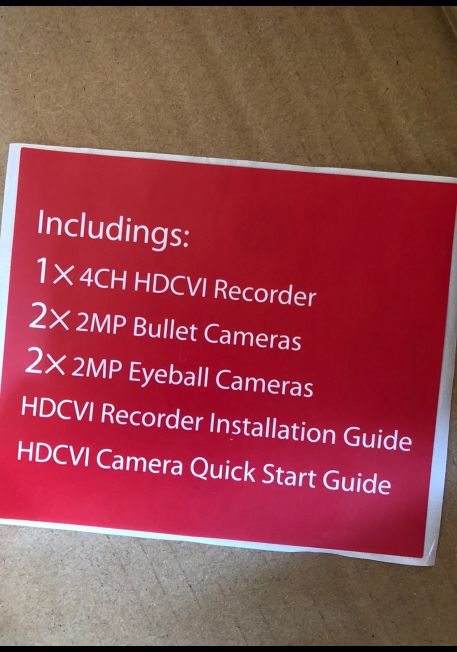 Includings:
1× 4CH HDCVI Recorder
2× 2MP Bullet Cameras
2× 2MP Eyeball Cameras
HDCVI Recorder Installation Guide
HDCVI Camera Quick Start Guide